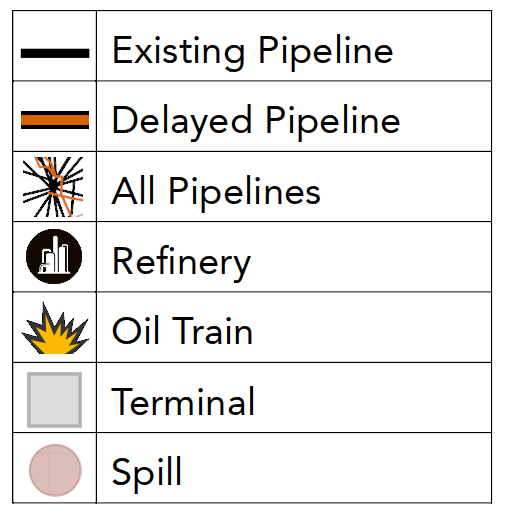 Existing Pipeline
Delayed Pipeline
All Pipelines
Refinery
Oil Train
Terminal
Spill